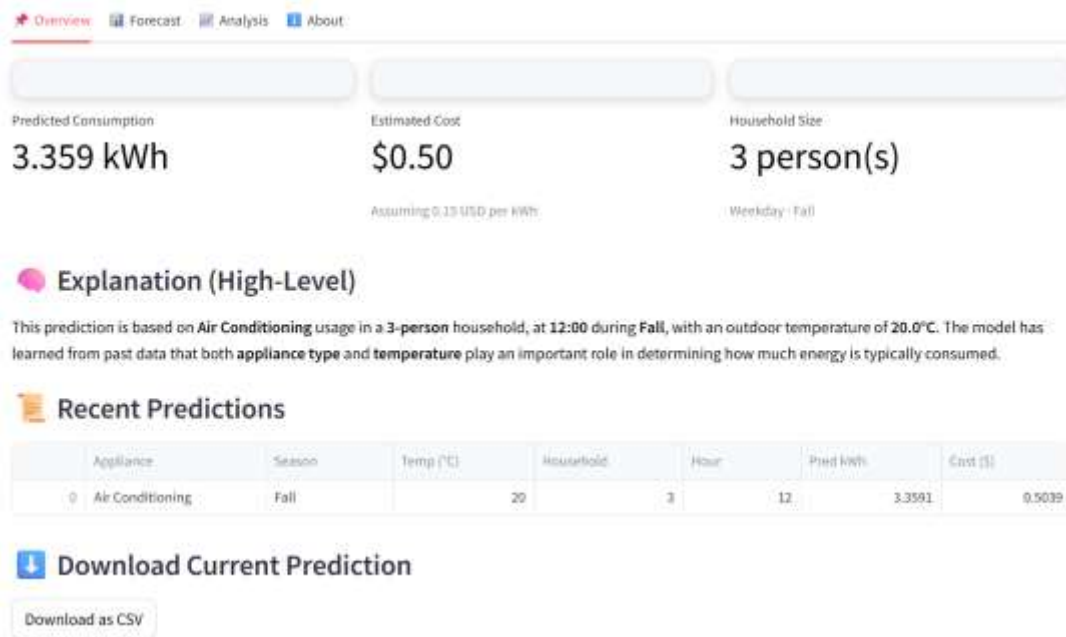 Overview Forecast Analysis About
Predicted Consumption Estimated Cost Household Size
3.359 kWh $0.50 3 person(s)
Assuming 0.15 USD per kWh Weekday · Fall
Explanation (High-Level)
This prediction is based on Air Conditioning usage in a 3-person household, at 12:00 during Fall, with an outdoor temperature of 20.0°C. The model has
learned from past data that both appliance type and temperature play an important role in determining how much energy is typically consumed.
Recent Predictions
Appliance Season Temp (°C) Household Hour Pred kWh Cost ($)
0 Air Conditioning Fall 20 3 12 3.3591 0.5039
Download Current Prediction
Download as CSV